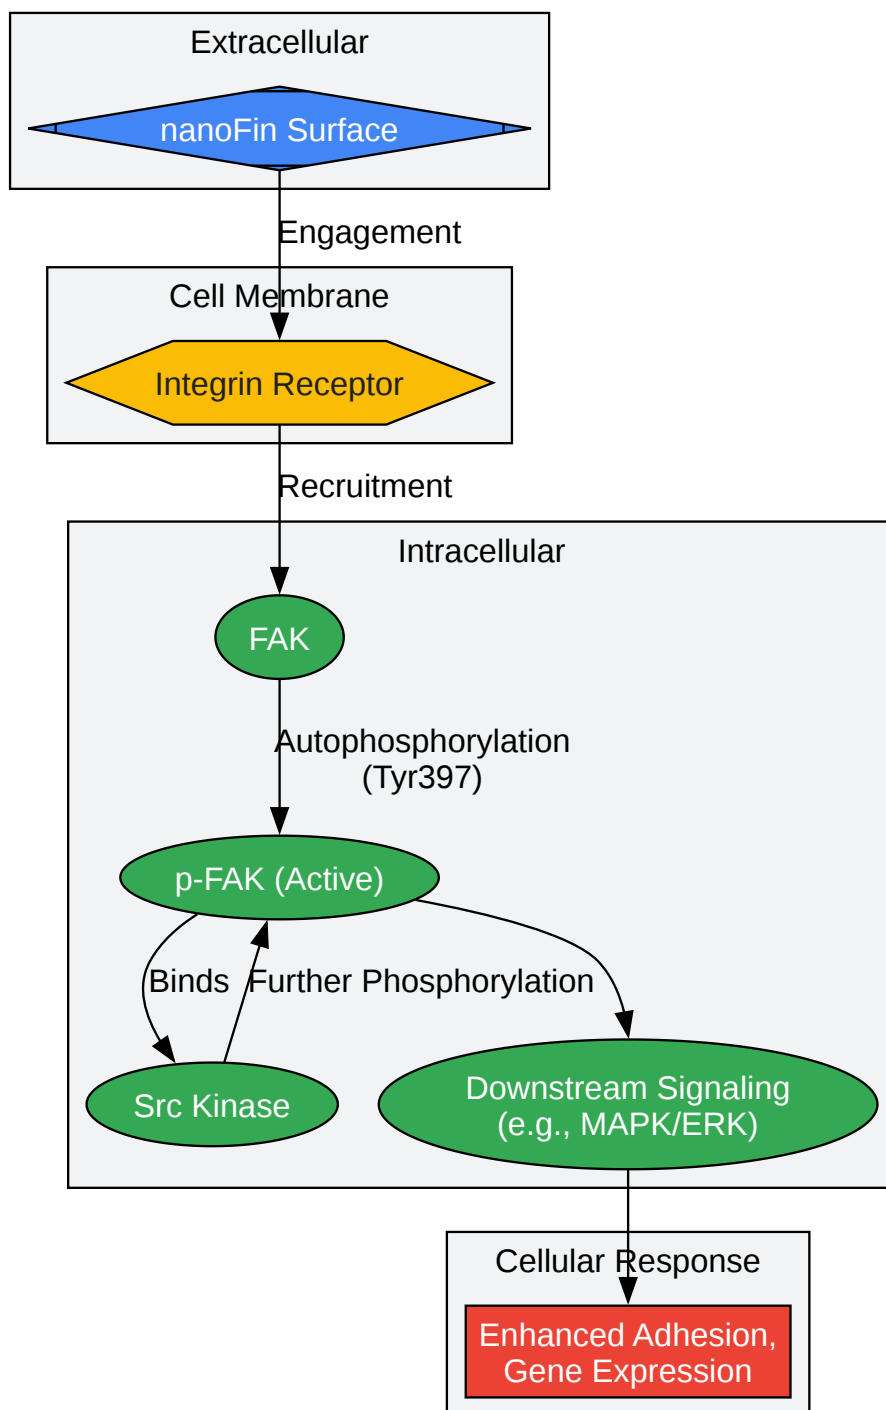 Extracellular
nanoFin Surface
Engagement
Cell Membrane
Integrin Receptor
Recruitment
Intracellular
FAK
Autophosphorylation
(Tyr397)
p-FAK (Active)
Binds
Further Phosphorylation
Src Kinase
Downstream Signaling
(e.g., MAPK/ERK)
Cellular Response
Enhanced Adhesion,
Gene Expression